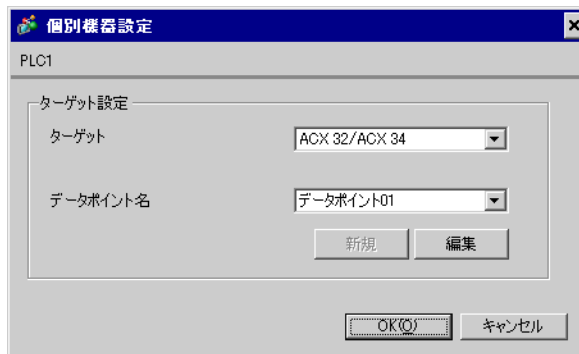 個別機器設定
PLC1
ターゲット設定
ターゲット ACX 32/ACX 34
データポイント名 データポイント01
新規 編集
OK(O) キャンセル